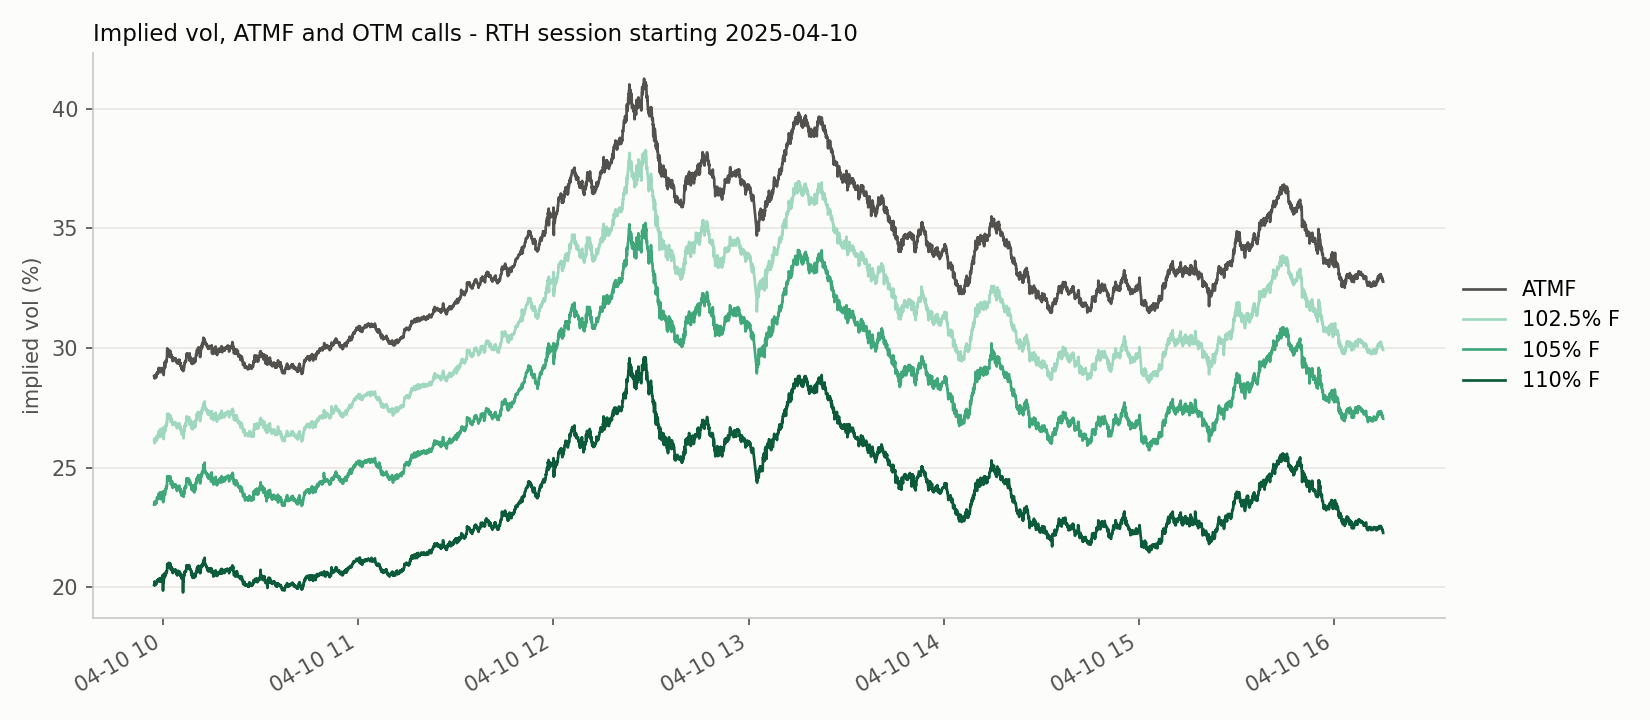 Implied vol, ATMF and OTM calls - RTH session starting 2025-04-10
implied vol (%)
40
35
30
25
20
04-10 10
04-10 11
04-10 12
04-10 13
04-10 14
04-10 15
04-10 16
ATMF
102.5% F
105% F
110% F